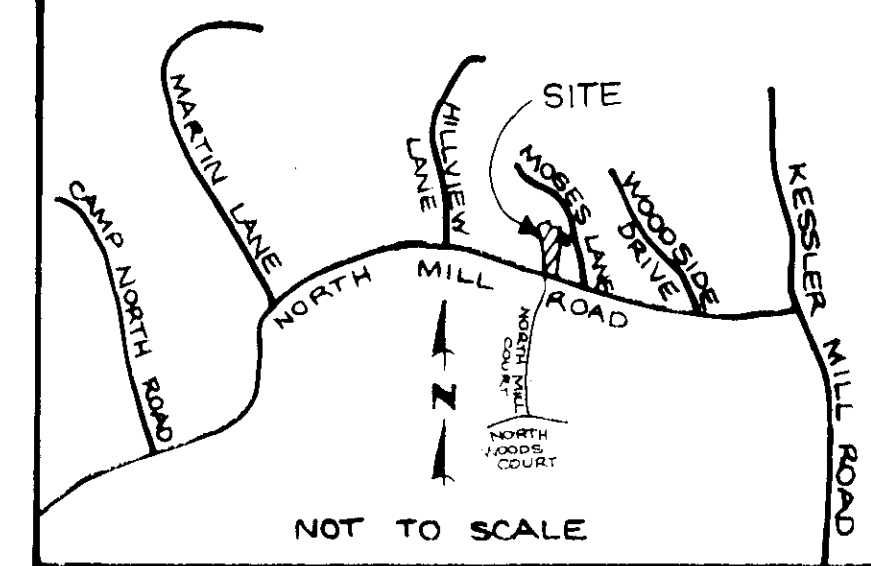 SITE
MARTIN LANE
HILLVIEW
LANE
MOSES LANE
WOODSIDE
DRIVE
KESSLER MILL ROAD
CAMP NORTH ROAD
NORTH MILL ROAD
NORTH MILL
COURT
N
NORTH
WOODS
COURT
NOT TO SCALE